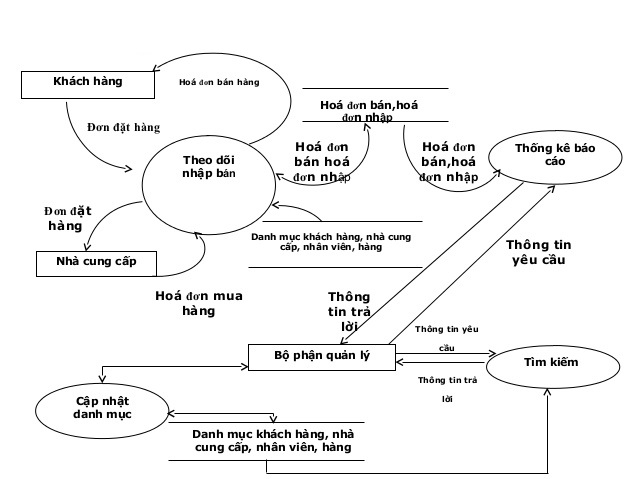 Khách hàng
Hoá đơn bán hàng
Hoá đơn bán,hoá
đơn nhập
Đơn đặt hàng
Theo dõi
nhập bán
Hoá đơn
bán hoá
đơn nhập
Hoá đơn
bán,hoá
đơn nhập
Thống kê báo
cáo
Đơn đặt
hàng
Danh mục khách hàng, nhà cung
cấp, nhân viên, hàng
Nhà cung cấp
Thông tin
yêu cầu
Hoá đơn mua
hàng
Thông
tin trả
lời
Thông tin yêu
cầu
Bộ phận quản lý
Tìm kiếm
Thông tin trả
lời
Cập nhật
danh mục
Danh mục khách hàng, nhà
cung cấp, nhân viên, hàng